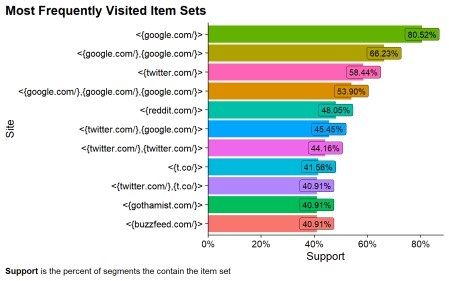 Most Frequently Visited Item Sets
<{google.com/}> 80.52%
<{google.com/},{google.com/}> 66.23%
<{twitter.com/}> 58.44%
<{google.com/},{google.com/},{google.com/}> 53.90%
<{reddit.com/}> 48.05%
<{twitter.com/},{google.com/}> 45.45%
<{twitter.com/},{twitter.com/}> 44.16%
<{t.co/}> 41.56%
<{twitter.com/},{t.co/}> 40.91%
<{gothamist.com/}> 40.91%
<{buzzfeed.com/}> 40.91%
Site
0% 20% 40% 60% 80%
Support
Support is the percent of segments the contain the item set